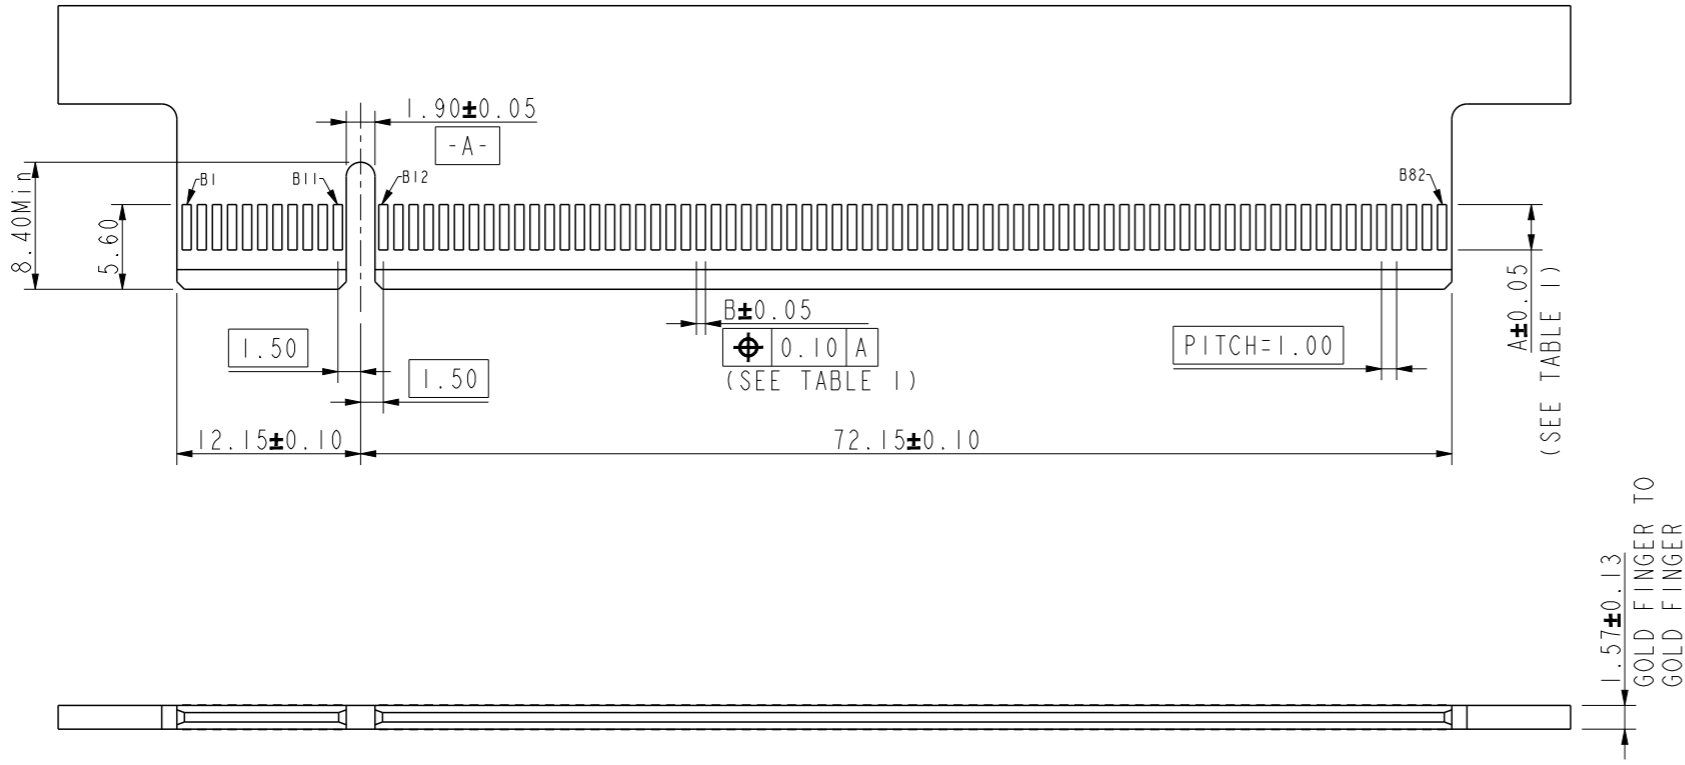 1.90±0.05
-A-
8.40Min
5.60
B1
B11
B12
B82
B±0.05
0.10 A
(SEE TABLE 1)
1.50
1.50
PITCH=1.00
A±0.05
(SEE TABLE 1)
12.15±0.10
72.15±0.10
1.57±0.13
GOLD FINGER TO
GOLD FINGER